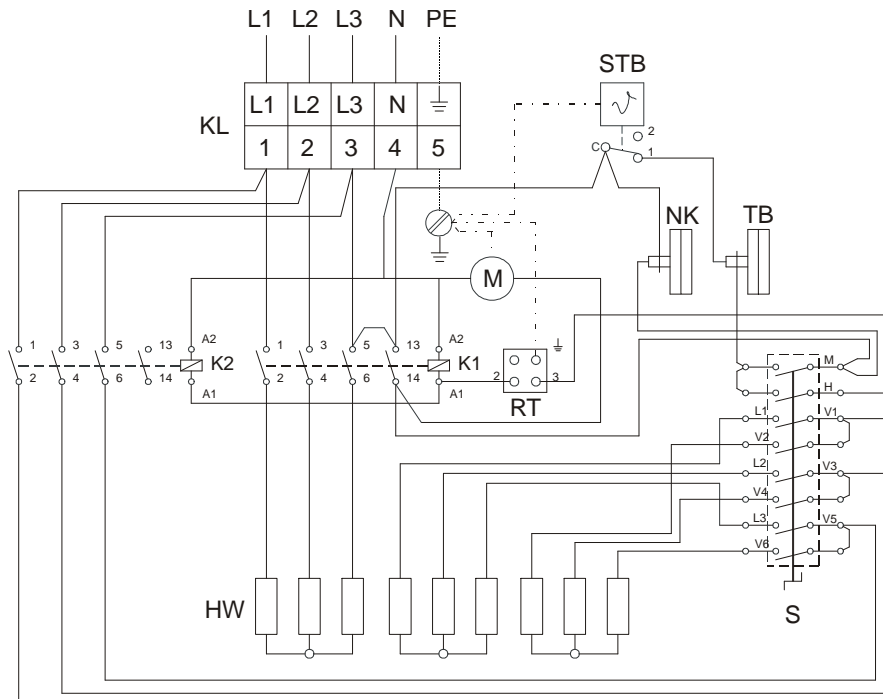 L1 L2 L3 N PE
STB
L1 L2 L3 N
KL
1 2 3 4 5
2
C 1
NK TB
M
1 3 5 13 A2 K2
2 4 6 14 A1
1 3 5 13 A2 K1
2 4 6 14 A1
2 3
RT
M
H
L1 V1
V2
L2 V3
V4
L3 V5
V6
HW
S